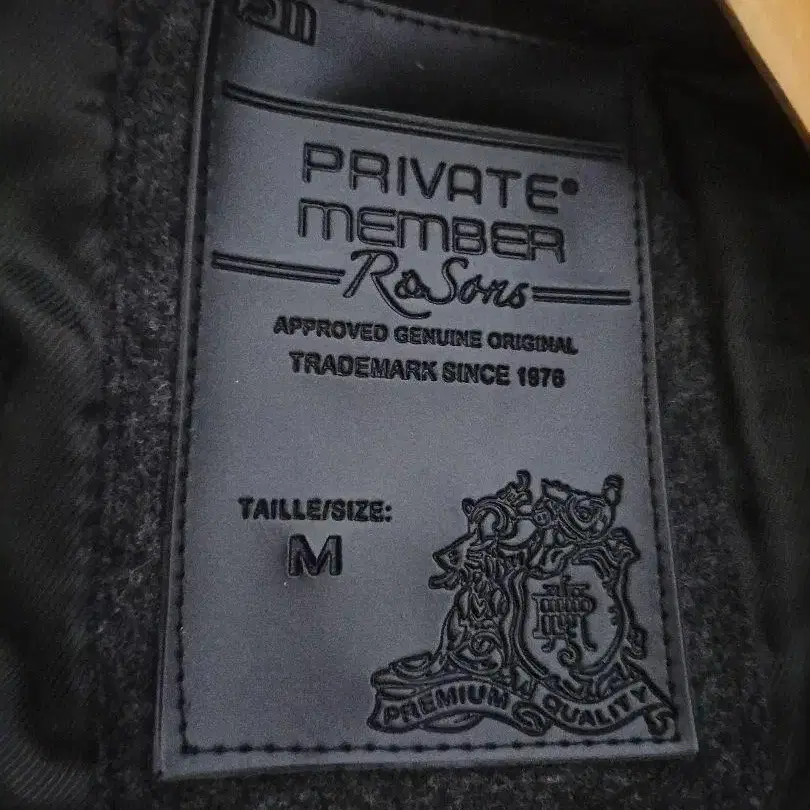 PRIVATE
MEMBER
R & Sons
APPROVED GENUINE ORIGINAL
TRADEMARK SINCE 1976
TAILLE/SIZE:
M
PREMIUM QUALITY